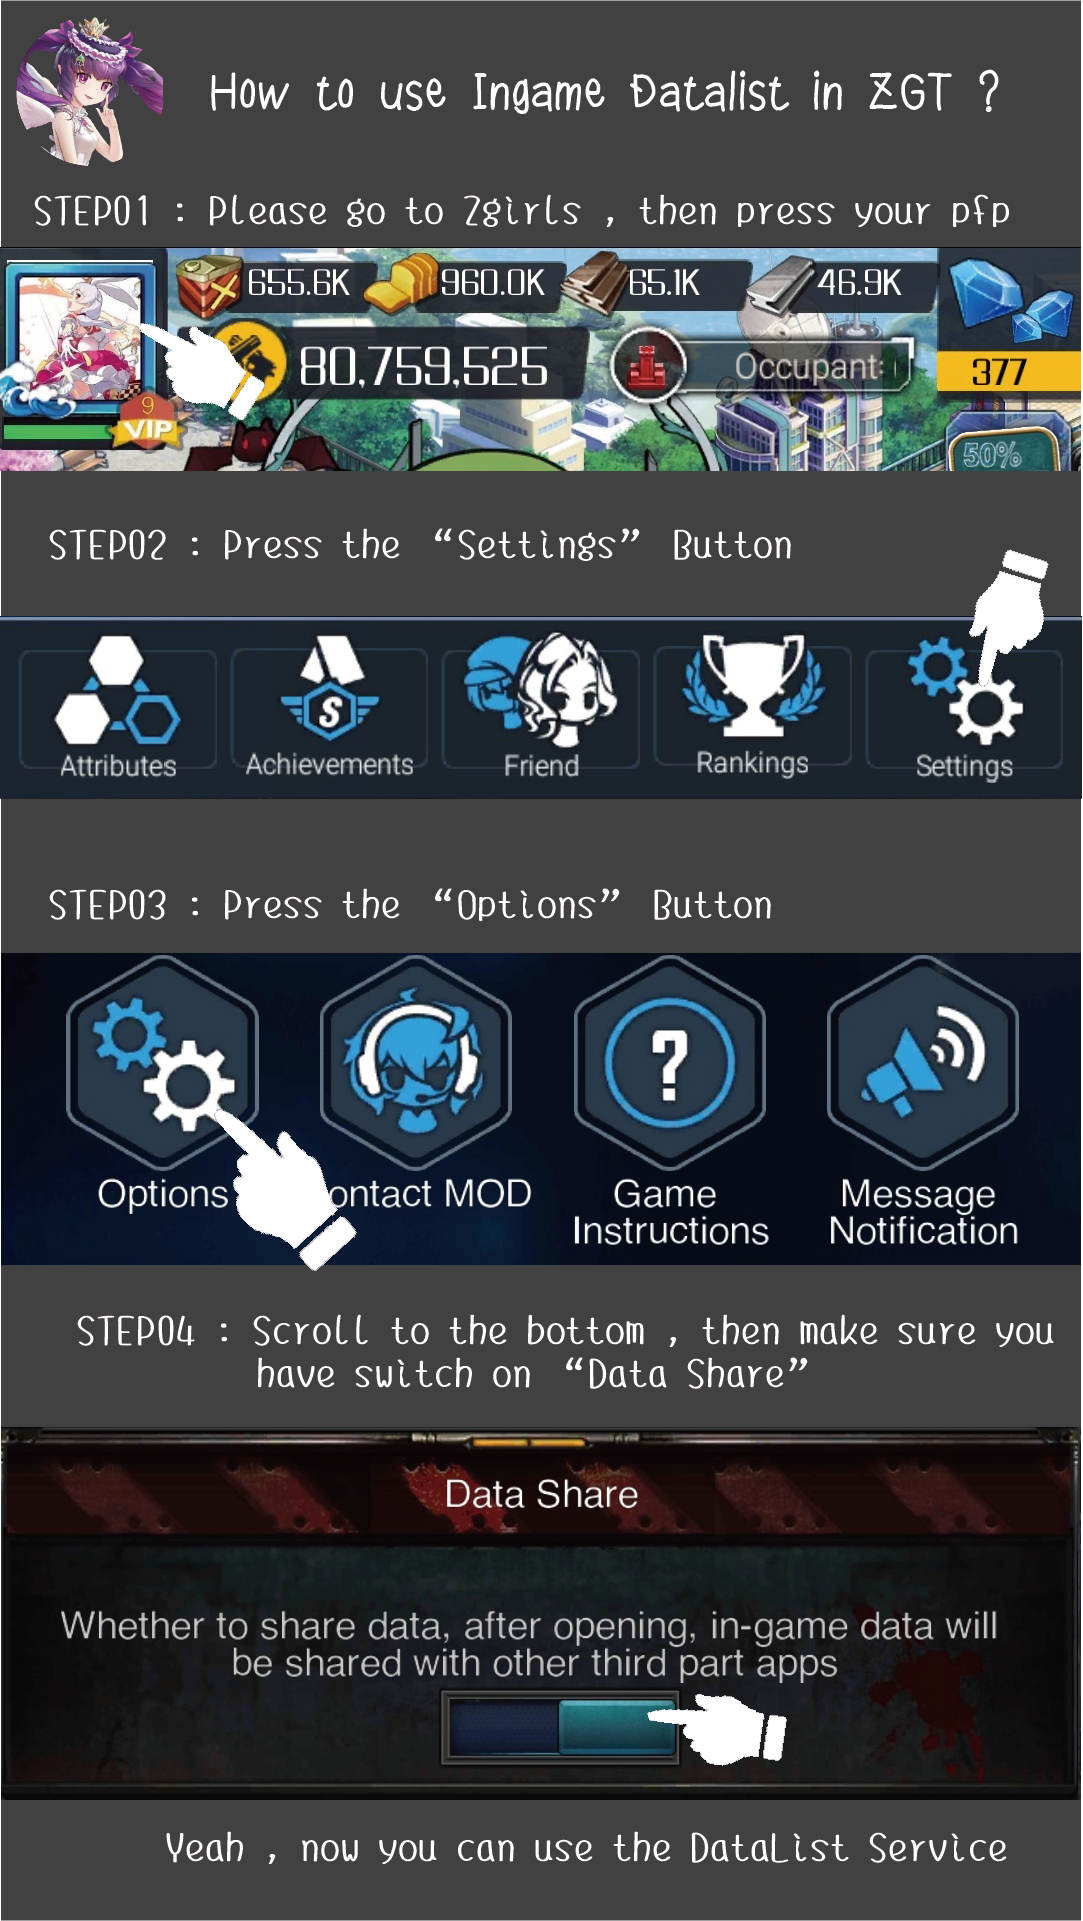 How to use Ingame Datalist in ZGT ?
STEP01 : Please go to Zgirls , then press your pfp
655.6K 960.0K 65.1K 46.9K
80,759,525 Occupant: 377
9
VIP
50%
STEP02 : Press the “Settings” Button
Attributes Achievements Friend Rankings Settings
S
STEP03 : Press the “Options” Button
?
Options ontact MOD Game Message
Instructions Notification
STEP04 : Scroll to the bottom , then make sure you
have switch on “Data Share”
Data Share
Whether to share data, after opening, in-game data will
be shared with other third part apps
Yeah , now you can use the DataList Service